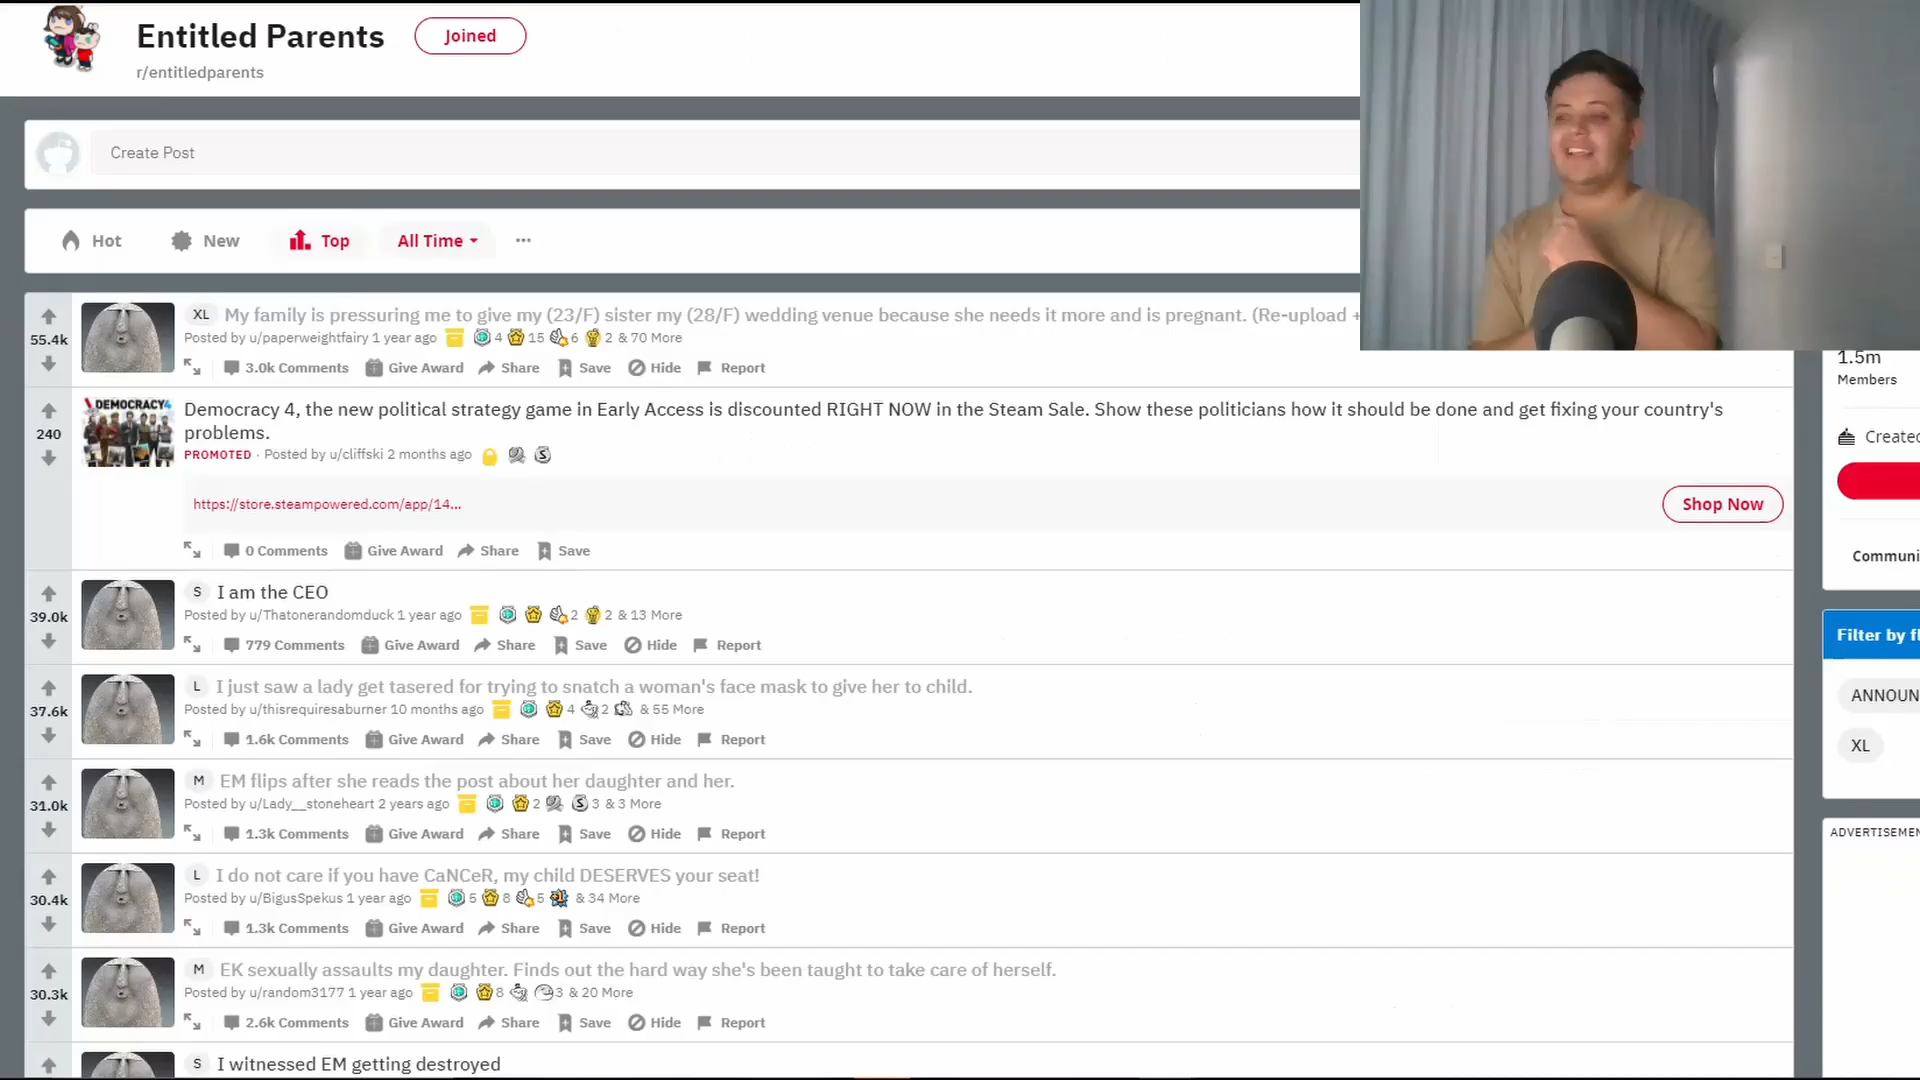 Entitled Parents
Joined
r/entitledparents
Create Post
Hot
New
Top
All Time
55.4k
XL
My family is pressuring me to give my (23/F) sister my (28/F) wedding venue because she needs it more and is pregnant. (Re-upload +
Posted by u/paperweightfairy 1 year ago 4 15 6 2 & 70 More
3.0k Comments Give Award Share Save Hide Report
240
DEMOCRACY4
Democracy 4, the new political strategy game in Early Access is discounted RIGHT NOW in the Steam Sale. Show these politicians how it should be done and get fixing your country's
problems.
PROMOTED · Posted by u/cliffski 2 months ago
https://store.steampowered.com/app/14...
Shop Now
0 Comments Give Award Share Save
39.0k
S
I am the CEO
Posted by u/Thatonerandomduck 1 year ago 2 2 & 13 More
779 Comments Give Award Share Save Hide Report
37.6k
L
I just saw a lady get tasered for trying to snatch a woman's face mask to give her to child.
Posted by u/thisrequiresaburner 10 months ago 4 2 & 55 More
1.6k Comments Give Award Share Save Hide Report
31.0k
M
EM flips after she reads the post about her daughter and her.
Posted by u/Lady__stoneheart 2 years ago 2 3 & 3 More
1.3k Comments Give Award Share Save Hide Report
30.4k
L
I do not care if you have CaNCeR, my child DESERVES your seat!
Posted by u/BigusSpekus 1 year ago 5 8 5 & 34 More
1.3k Comments Give Award Share Save Hide Report
30.3k
M
EK sexually assaults my daughter. Finds out the hard way she's been taught to take care of herself.
Posted by u/random3177 1 year ago 8 3 & 20 More
2.6k Comments Give Award Share Save Hide Report
S
I witnessed EM getting destroyed
1.5m
Members
Created
Communi
Filter by fl
ANNOUN
XL
ADVERTISEMEN